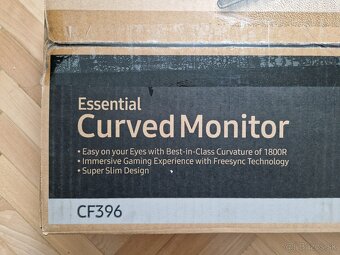 Essential
Curved Monitor
• Easy on your Eyes with Best-in-Class Curvature of 1800R
• Immersive Gaming Experience with Freesync Technology
• Super Slim Design
CF396